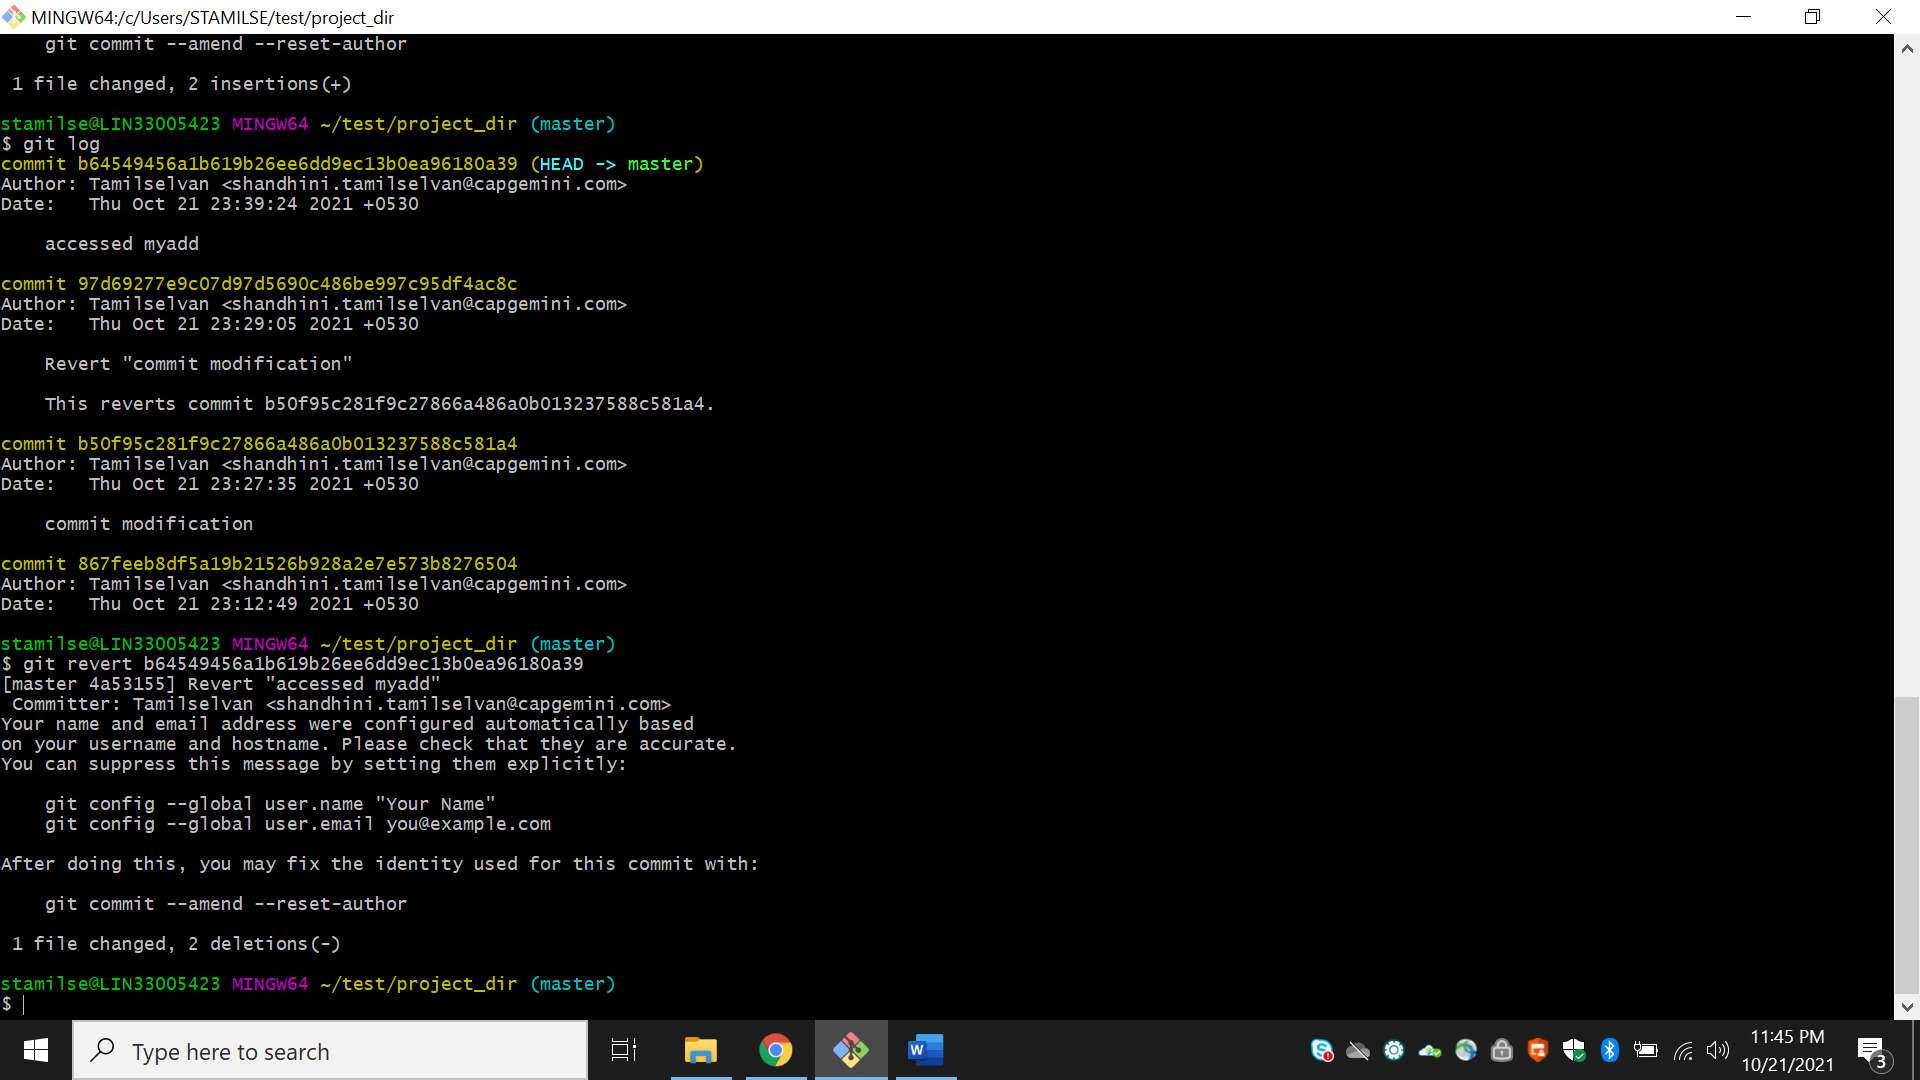 MINGW64:/c/Users/STAMILSE/test/project_dir
    git commit --amend --reset-author
 1 file changed, 2 insertions(+)
stamilse@LIN33005423 MINGW64 ~/test/project_dir (master)
$ git log
commit b64549456a1b619b26ee6dd9ec13b0ea96180a39 (HEAD -> master)
Author: Tamilselvan <shandhini.tamilselvan@capgemini.com>
Date:   Thu Oct 21 23:39:24 2021 +0530
    accessed myadd
commit 97d69277e9c07d97d5690c486be997c95df4ac8c
Author: Tamilselvan <shandhini.tamilselvan@capgemini.com>
Date:   Thu Oct 21 23:29:05 2021 +0530
    Revert "commit modification"
    This reverts commit b50f95c281f9c27866a486a0b013237588c581a4.
commit b50f95c281f9c27866a486a0b013237588c581a4
Author: Tamilselvan <shandhini.tamilselvan@capgemini.com>
Date:   Thu Oct 21 23:27:35 2021 +0530
    commit modification
commit 867feeb8df5a19b21526b928a2e7e573b8276504
Author: Tamilselvan <shandhini.tamilselvan@capgemini.com>
Date:   Thu Oct 21 23:12:49 2021 +0530
stamilse@LIN33005423 MINGW64 ~/test/project_dir (master)
$ git revert b64549456a1b619b26ee6dd9ec13b0ea96180a39
[master 4a53155] Revert "accessed myadd"
 Committer: Tamilselvan <shandhini.tamilselvan@capgemini.com>
Your name and email address were configured automatically based
on your username and hostname. Please check that they are accurate.
You can suppress this message by setting them explicitly:
    git config --global user.name "Your Name"
    git config --global user.email you@example.com
After doing this, you may fix the identity used for this commit with:
    git commit --amend --reset-author
 1 file changed, 2 deletions(-)
stamilse@LIN33005423 MINGW64 ~/test/project_dir (master)
$
Type here to search
W
11:45 PM
10/21/2021
3